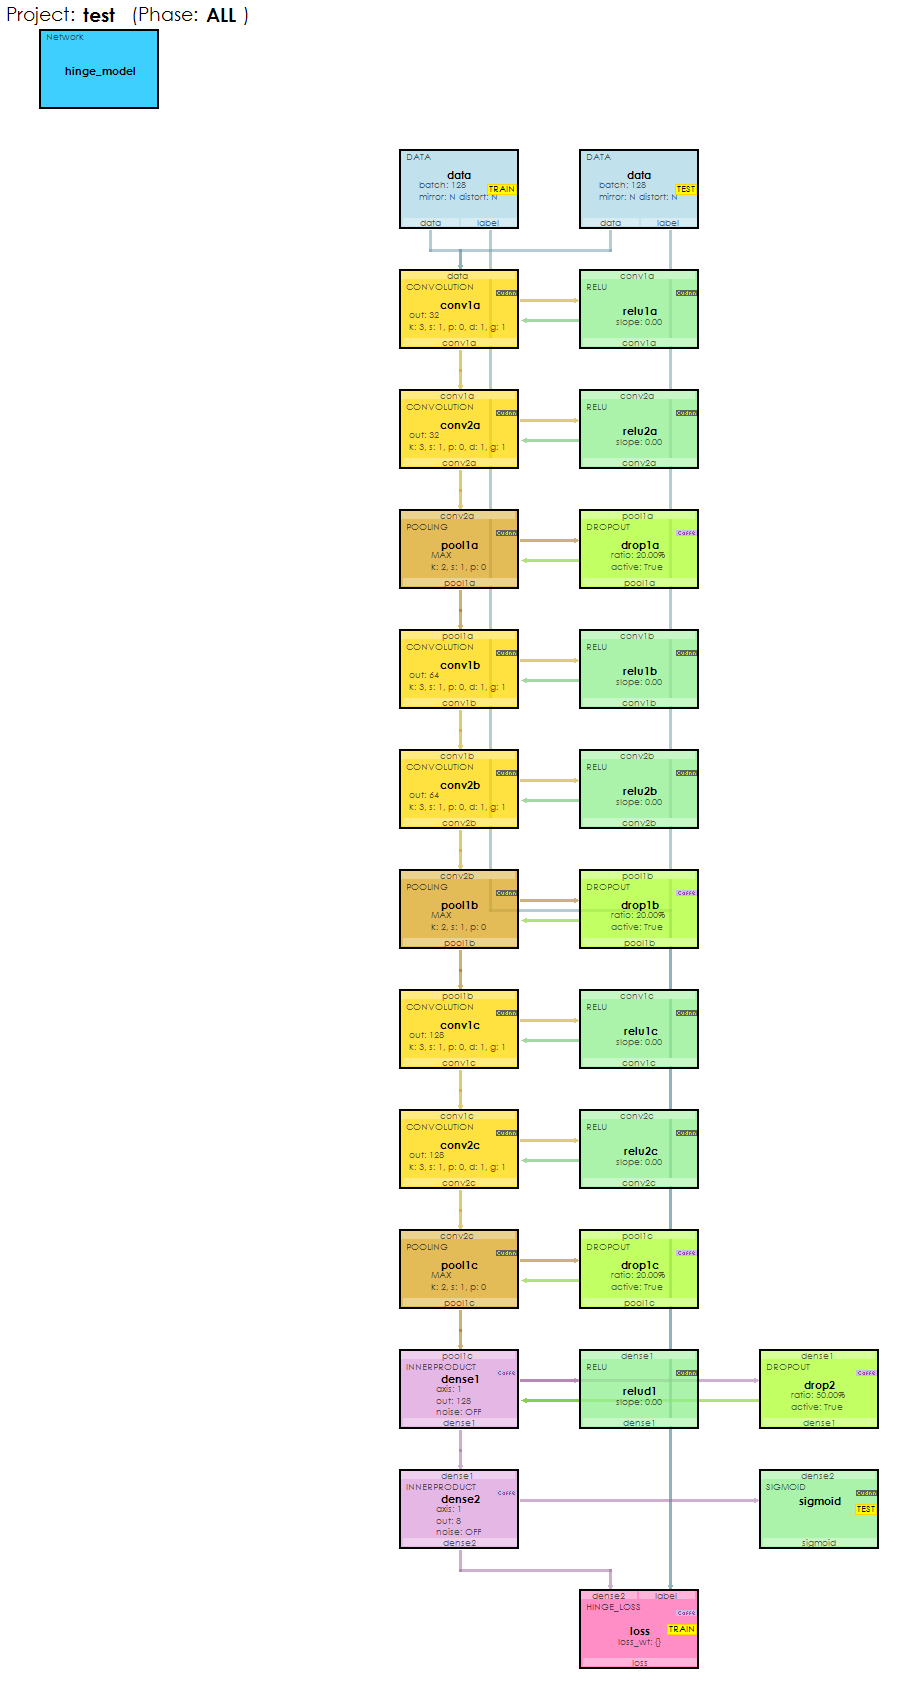 Project: test (Phase: ALL )
Network
hinge_model
DATA
data
batch: 128
TRAIN
mirror: N distort: N
data label
DATA
data
batch: 128
TEST
mirror: N distort: N
data label
data
CONVOLUTION
Cudnn
conv1a
out: 32
k: 3, s: 1, p: 0, d: 1, g: 1
conv1a
conv1a
RELU
Cudnn
relu1a
slope: 0.00
conv1a
conv1a
CONVOLUTION
Cudnn
conv2a
out: 32
k: 3, s: 1, p: 0, d: 1, g: 1
conv2a
conv2a
RELU
Cudnn
relu2a
slope: 0.00
conv2a
conv2a
POOLING
Cudnn
pool1a
MAX
k: 2, s: 1, p: 0
pool1a
pool1a
DROPOUT
Caffe
drop1a
ratio: 20.00%
active: True
pool1a
pool1a
CONVOLUTION
Cudnn
conv1b
out: 64
k: 3, s: 1, p: 0, d: 1, g: 1
conv1b
conv1b
RELU
Cudnn
relu1b
slope: 0.00
conv1b
conv1b
CONVOLUTION
Cudnn
conv2b
out: 64
k: 3, s: 1, p: 0, d: 1, g: 1
conv2b
conv2b
RELU
Cudnn
relu2b
slope: 0.00
conv2b
conv2b
POOLING
Cudnn
pool1b
MAX
k: 2, s: 1, p: 0
pool1b
pool1b
DROPOUT
Caffe
drop1b
ratio: 20.00%
active: True
pool1b
pool1b
CONVOLUTION
Cudnn
conv1c
out: 128
k: 3, s: 1, p: 0, d: 1, g: 1
conv1c
conv1c
RELU
Cudnn
relu1c
slope: 0.00
conv1c
conv1c
CONVOLUTION
Cudnn
conv2c
out: 128
k: 3, s: 1, p: 0, d: 1, g: 1
conv2c
conv2c
RELU
Cudnn
relu2c
slope: 0.00
conv2c
conv2c
POOLING
Cudnn
pool1c
MAX
k: 2, s: 1, p: 0
pool1c
pool1c
DROPOUT
Caffe
drop1c
ratio: 20.00%
active: True
pool1c
pool1c
INNERPRODUCT
Caffe
dense1
axis: 1
out: 128
noise: OFF
dense1
dense1
RELU
Cudnn
relud1
slope: 0.00
dense1
dense1
DROPOUT
Caffe
drop2
ratio: 50.00%
active: True
dense1
dense1
INNERPRODUCT
Caffe
dense2
axis: 1
out: 8
noise: OFF
dense2
dense2
SIGMOID
Cudnn
sigmoid
TEST
sigmoid
dense2 label
HINGE_LOSS
Caffe
loss
TRAIN
loss_wt: {}
loss